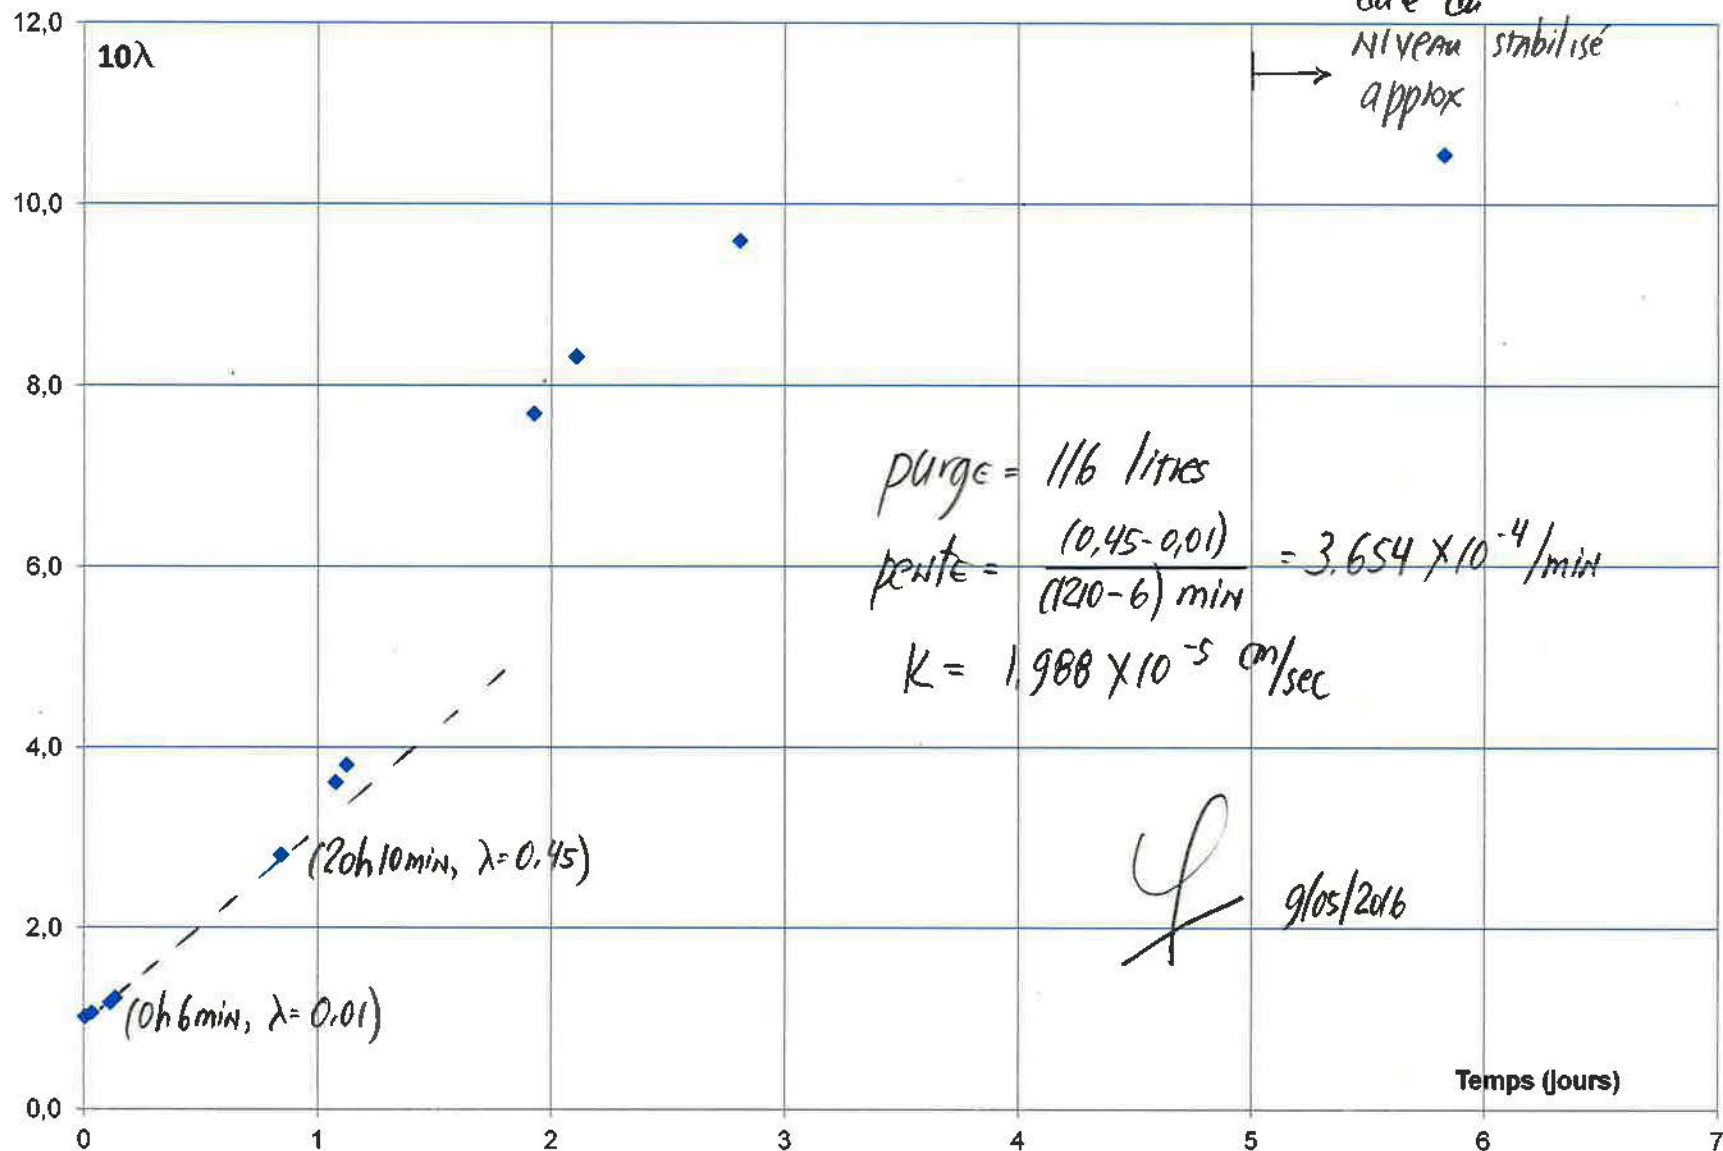 12,0
10λ
NIVEAU stabilisé
approx
10,0
8,0
purge = 116 litres
pente = (0,45-0,01) / (1210-6) min = 3.654 X 10^-4 /min
6,0
K = 1.988 X 10^-5 cm/sec
4,0
(20h10min, λ=0.45)
9/05/2016
2,0
(0h6min, λ=0.01)
Temps (jours)
0,0
0 1 2 3 4 5 6 7